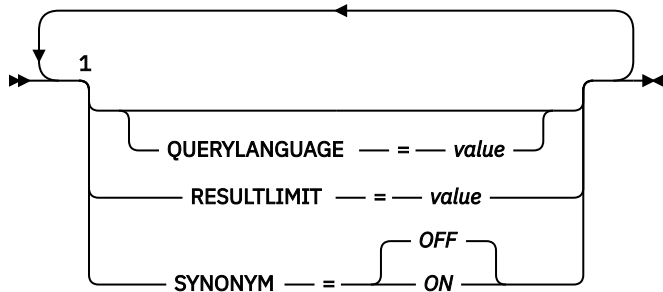 1
QUERYLANGUAGE = value
RESULTLIMIT = value
OFF
SYNONYM = ON